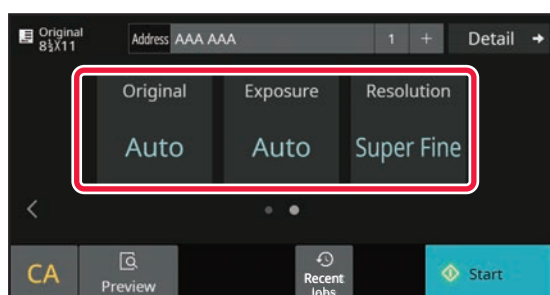 Original
8½X11
Address AAA AAA 1 + Detail
Original Exposure Resolution
Auto Auto Super Fine
CA
Preview
Recent
Jobs
Start